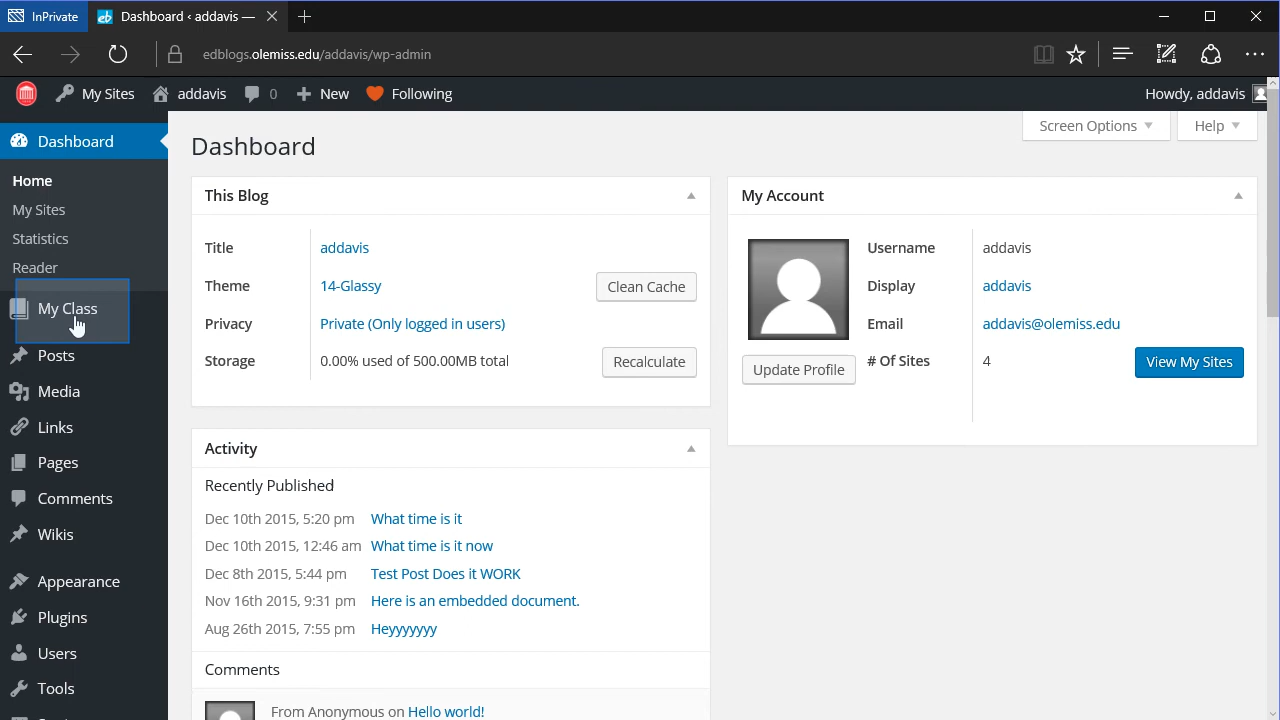 InPrivate
Dashboard ‹ addavis —
edblogs.olemiss.edu/addavis/wp-admin
My Sites
addavis
0
New
Following
Howdy, addavis
Dashboard
Home
My Sites
Statistics
Reader
My Class
Posts
Media
Links
Pages
Comments
Wikis
Appearance
Plugins
Users
Tools
Dashboard
Screen Options
Help
This Blog
Title addavis
Theme 14-Glassy Clean Cache
Privacy Private (Only logged in users)
Storage 0.00% used of 500.00MB total Recalculate
My Account
Update Profile
Username addavis
Display addavis
Email addavis@olemiss.edu
# Of Sites 4 View My Sites
Activity
Recently Published
Dec 10th 2015, 5:20 pm What time is it
Dec 10th 2015, 12:46 am What time is it now
Dec 8th 2015, 5:44 pm Test Post Does it WORK
Nov 16th 2015, 9:31 pm Here is an embedded document.
Aug 26th 2015, 7:55 pm Heyyyyyyy
Comments
From Anonymous on Hello world!